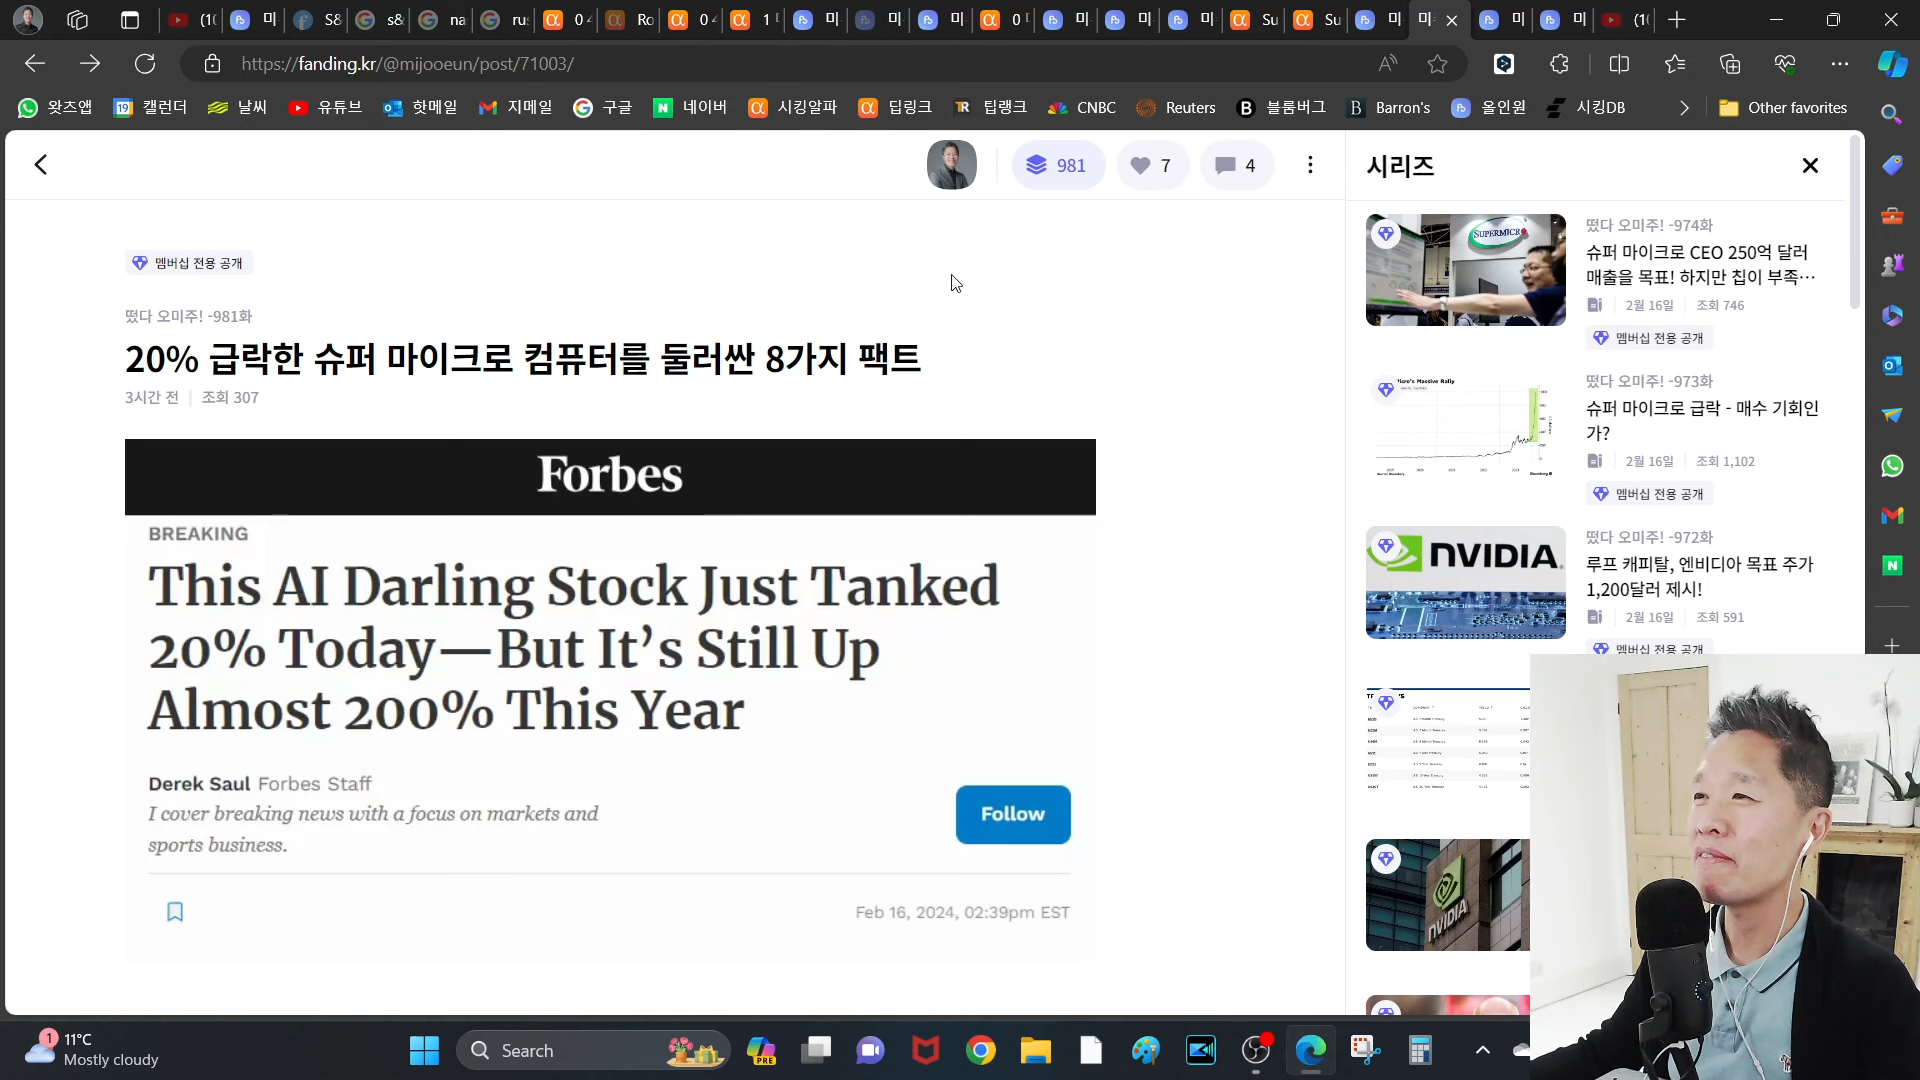 https://fanding.kr/@mijooeun/post/71003/
왓츠앱 캘린더 날씨 유튜브 핫메일 지메일 구글 네이버 시킹알파 딥링크 팁랭크 CNBC Reuters 블룸버그 Barron's 올인원 시킹DB Other favorites
981
7
4
멤버십 전용 공개
떴다 오미주! -981화
20% 급락한 슈퍼 마이크로 컴퓨터를 둘러싼 8가지 팩트
3시간 전 조회 307
Forbes
BREAKING
This AI Darling Stock Just Tanked
20% Today—But It's Still Up
Almost 200% This Year
Derek Saul Forbes Staff
I cover breaking news with a focus on markets and
sports business.
Follow
Feb 16, 2024, 02:39pm EST
시리즈
SUPERMICRO
떴다 오미주! -974화
슈퍼 마이크로 CEO 250억 달러
매출을 목표! 하지만 칩이 부족…
2월 16일 조회 746
멤버십 전용 공개
떴다 오미주! -973화
슈퍼 마이크로 급락 - 매수 기회인
가?
2월 16일 조회 1,102
멤버십 전용 공개
NVIDIA
떴다 오미주! -972화
루프 캐피탈, 엔비디아 목표 주가
1,200달러 제시!
2월 16일 조회 591
멤버십 전용 공개
NVIDIA
1
11°C
Mostly cloudy
Search
PRE